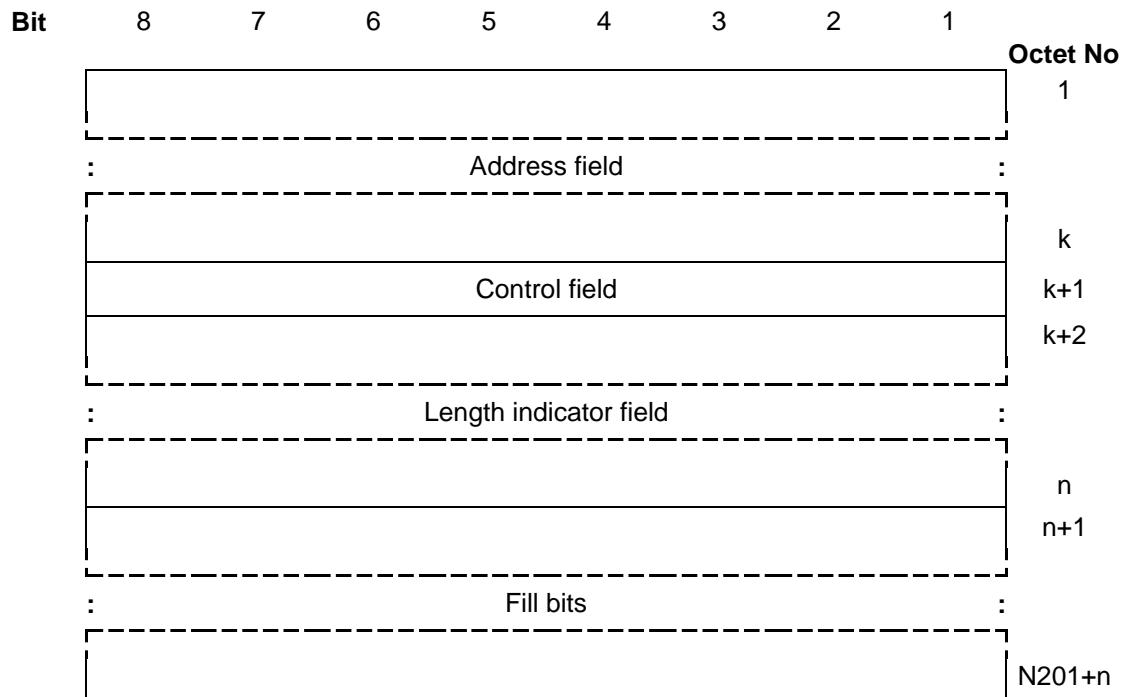 Bit 8 7 6 5 4 3 2 1
Octet No
1
: Address field :
k
Control field k+1
k+2
: Length indicator field :
n
n+1
: Fill bits :
N201+n